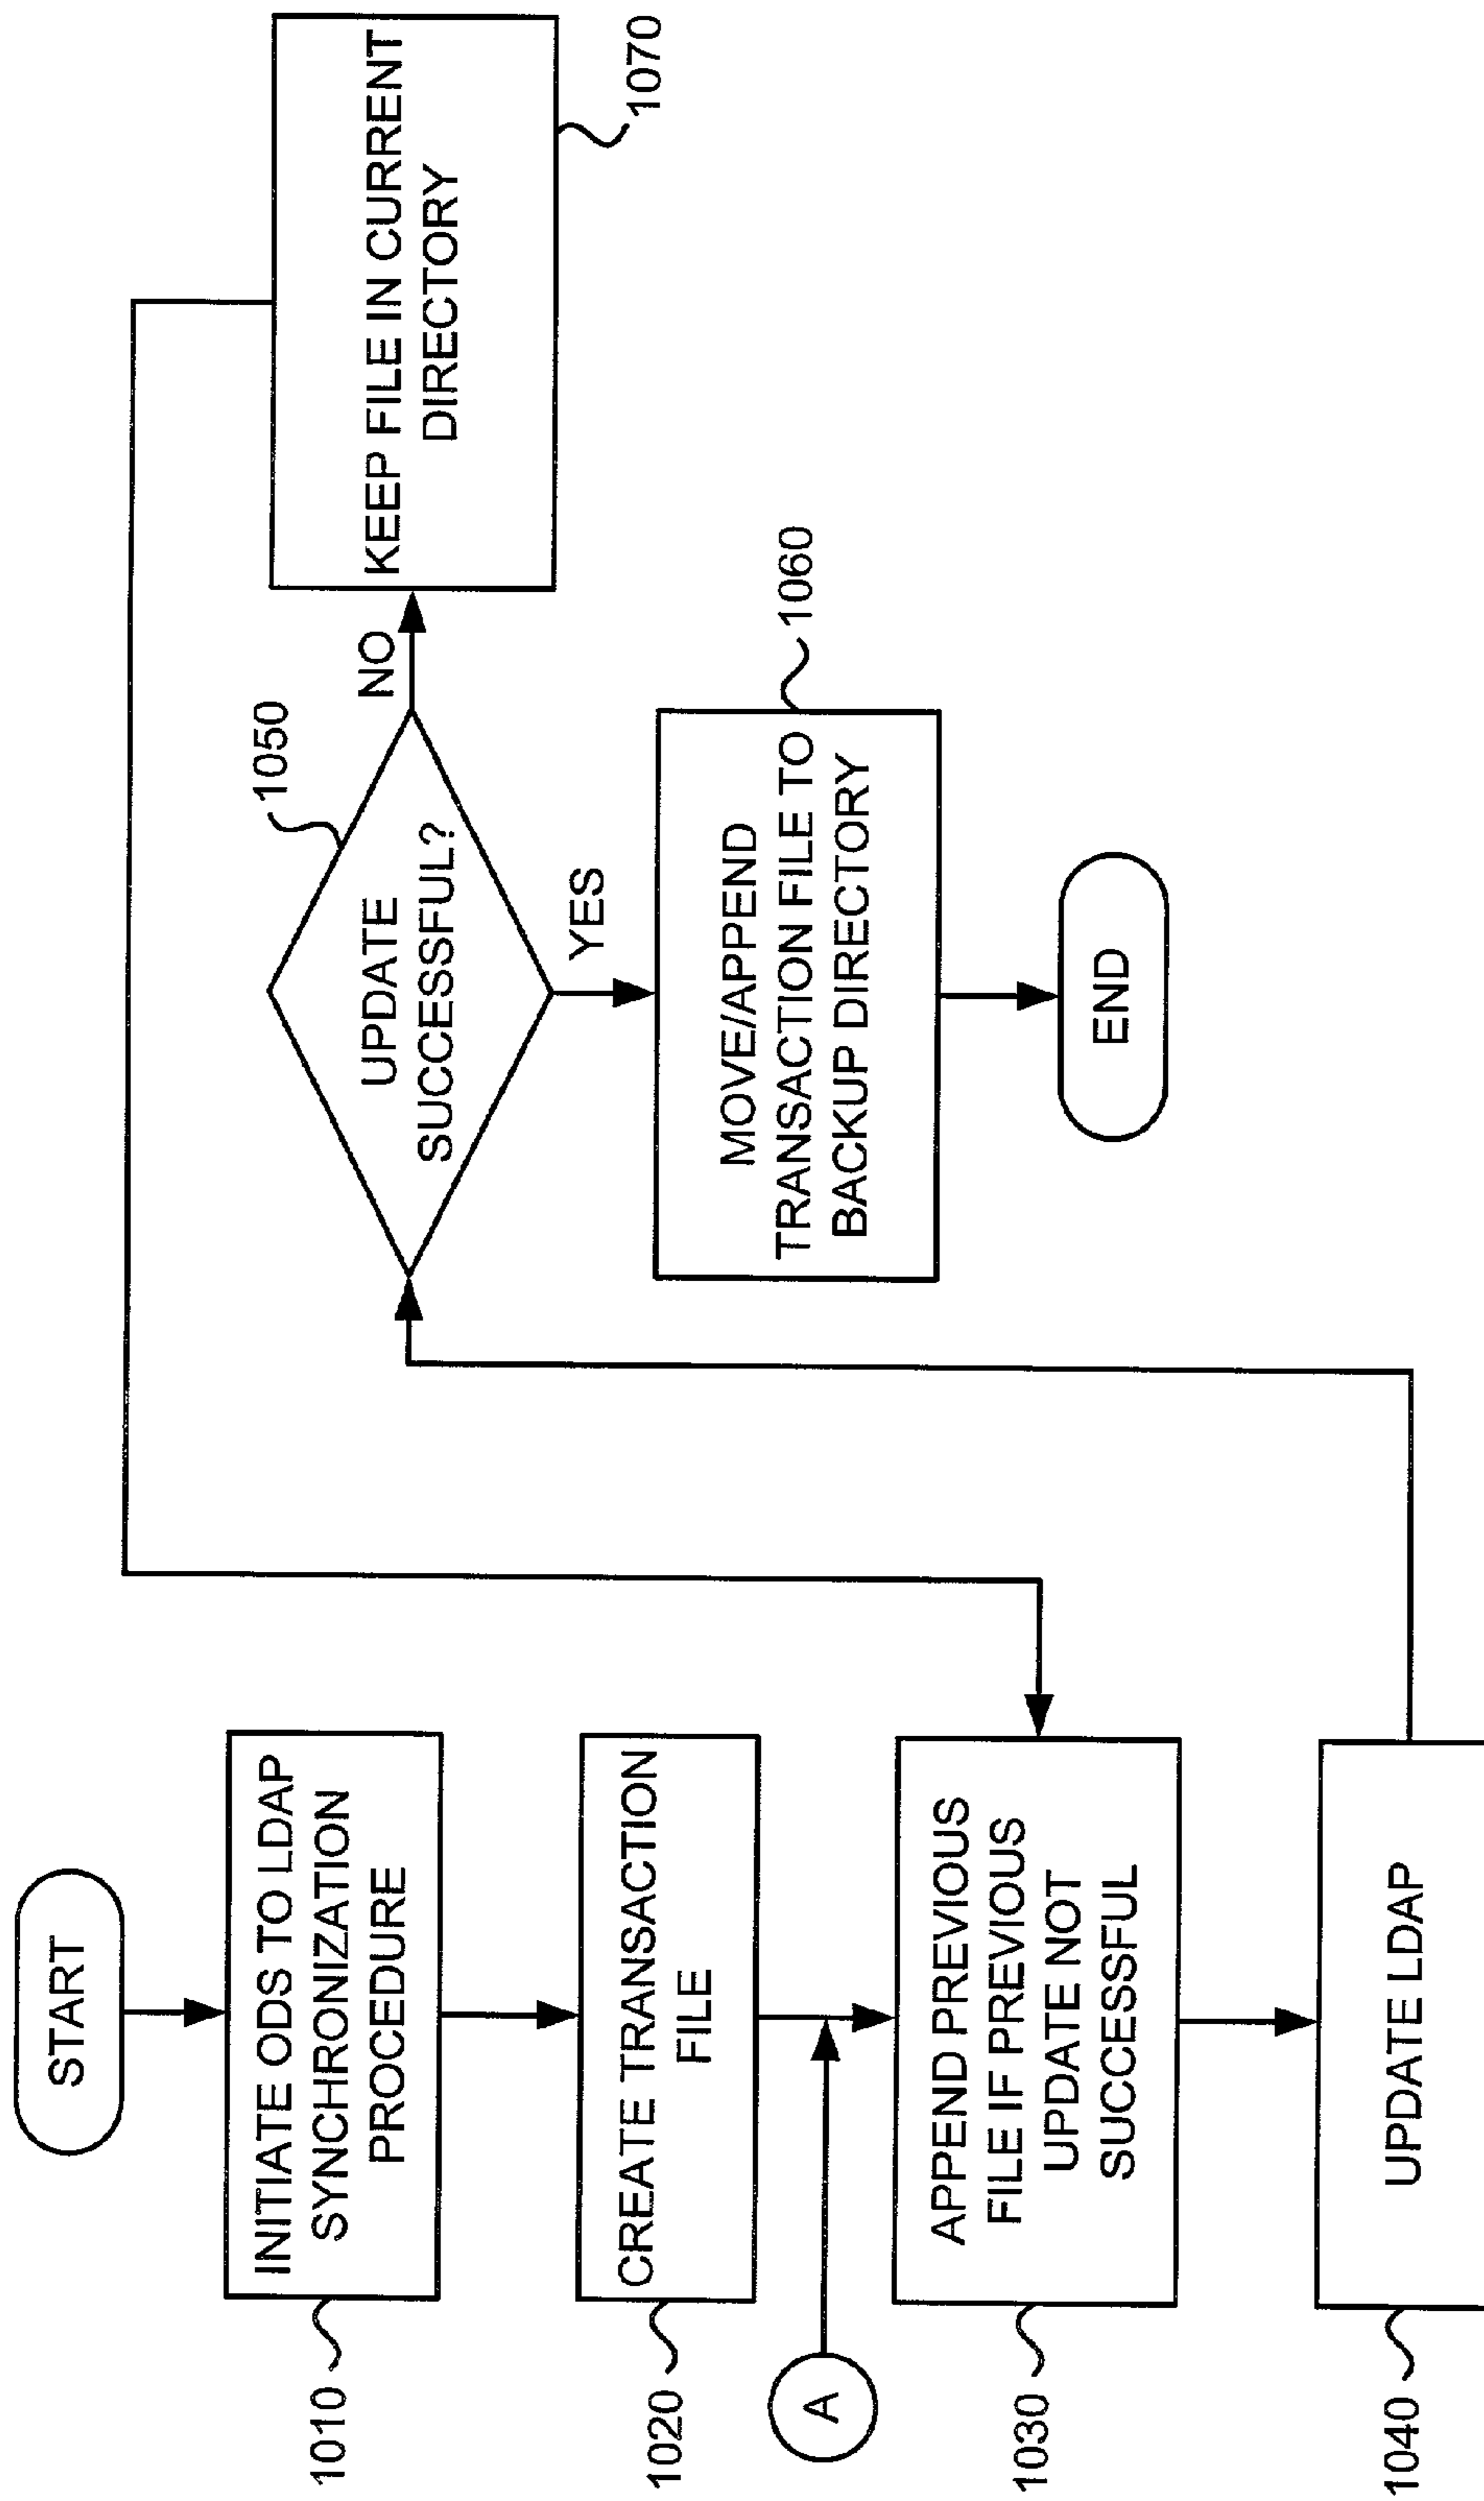 START
INITIATE ODS TO LDAP
SYNCHRONIZATION
PROCEDURE
1010
CREATE TRANSACTION
FILE
1020
A
APPEND PREVIOUS
FILE IF PREVIOUS
UPDATE NOT
SUCCESSFUL
1030
UPDATE LDAP
1040
1050
UPDATE
SUCCESSFUL?
NO
YES
KEEP FILE IN CURRENT
DIRECTORY
1070
MOVE/APPEND
TRANSACTION FILE TO
BACKUP DIRECTORY
1060
END